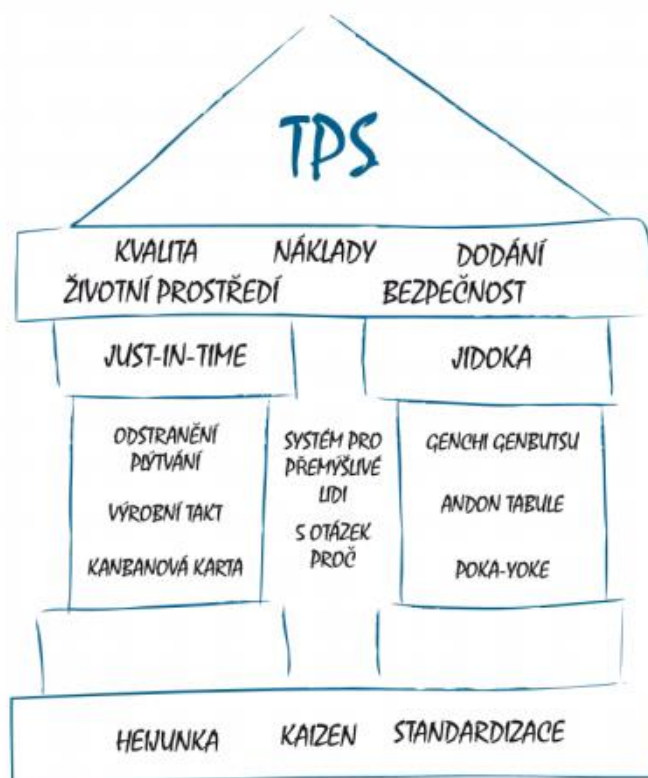 TPS
KVALITA NÁKLADY DODÁNÍ
ŽIVOTNÍ PROSTŘEDÍ BEZPEČNOST
JUST-IN-TIME JIDOKA
ODSTRANĚNÍ
PLÝTVÁNÍ
VÝROBNÍ TAKT
KANBANOVÁ KARTA
SYSTÉM PRO
PŘEMÝŠLIVÉ
LIDI
5 OTÁZEK
PROČ
GENCHI GENBUTSU
ANDON TABULE
POKA-YOKE
HEIJUNKA KAIZEN STANDARDIZACE